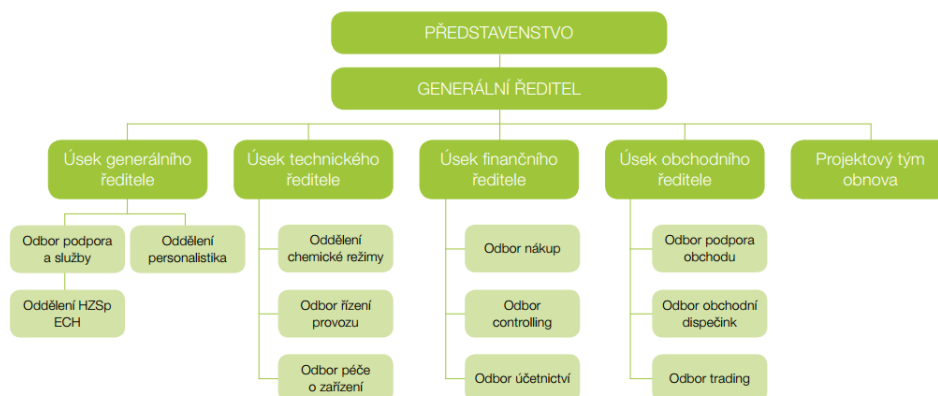 PŘEDSTAVENSTVO
GENERÁLNÍ ŘEDITEL
Úsek generálního
ředitele
Úsek technického
ředitele
Úsek finančního
ředitele
Úsek obchodního
ředitele
Projektový tým
obnova
Odbor podpora
a služby
Oddělení
personalistika
Oddělení
chemické režimy
Odbor nákup
Odbor podpora
obchodu
Oddělení HZSp
ECH
Odbor řízení
provozu
Odbor
controlling
Odbor obchodní
dispečink
Odbor péče
o zařízení
Odbor účetnictví
Odbor trading